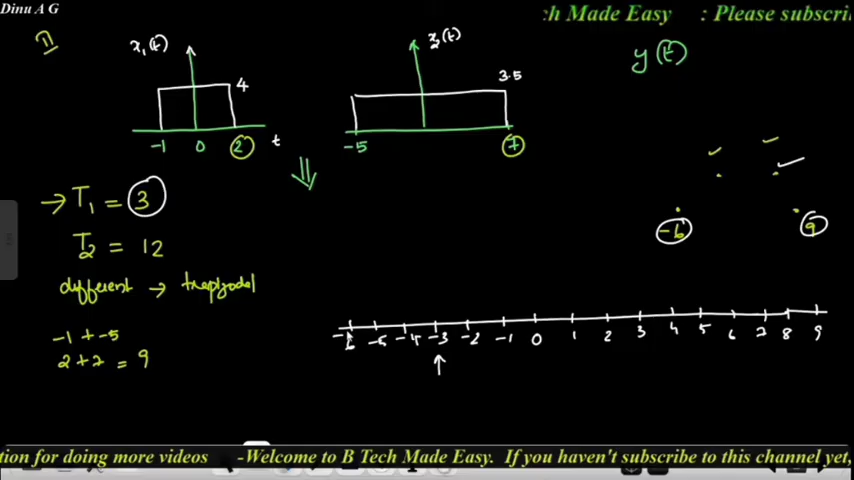 Dinu A G
:h Made Easy : Please subscri
II
x₁(t)
x₂(t)
y(t)
4
3.5
-1 0 2 t
-5 7
→ T₁ = 3
T₂ = 12
-6 9
different → trepzodel
-1 + -5
2 + 7 = 9
-6 -5 -4 -3 -2 -1 0 1 2 3 4 5 6 7 8 9
tion for doing more videos -Welcome to B Tech Made Easy. If you haven't subscribe to this channel yet,